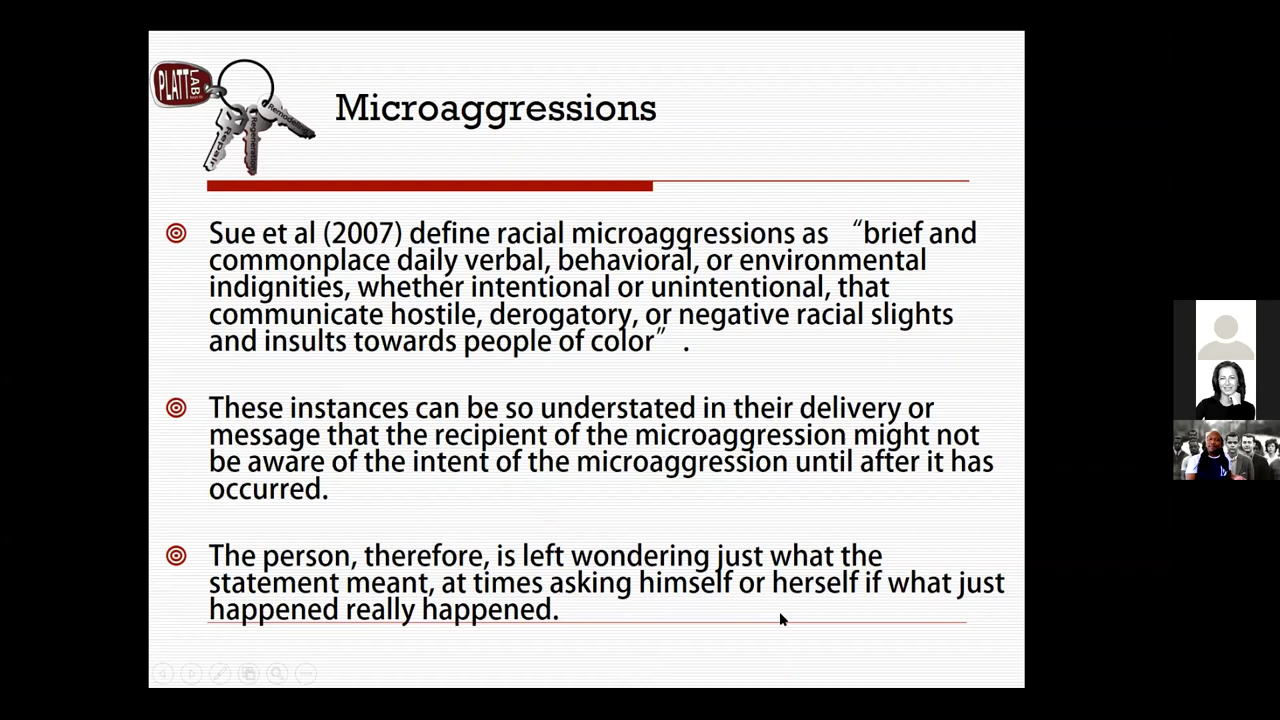 PLATT
LAB
Microaggressions
Repair
Regeneration
Remodeling
Sue et al (2007) define racial microaggressions as “brief and
commonplace daily verbal, behavioral, or environmental
indignities, whether intentional or unintentional, that
communicate hostile, derogatory, or negative racial slights
and insults towards people of color” .
These instances can be so understated in their delivery or
message that the recipient of the microaggression might not
be aware of the intent of the microaggression until after it has
occurred.
The person, therefore, is left wondering just what the
statement meant, at times asking himself or herself if what just
happened really happened.